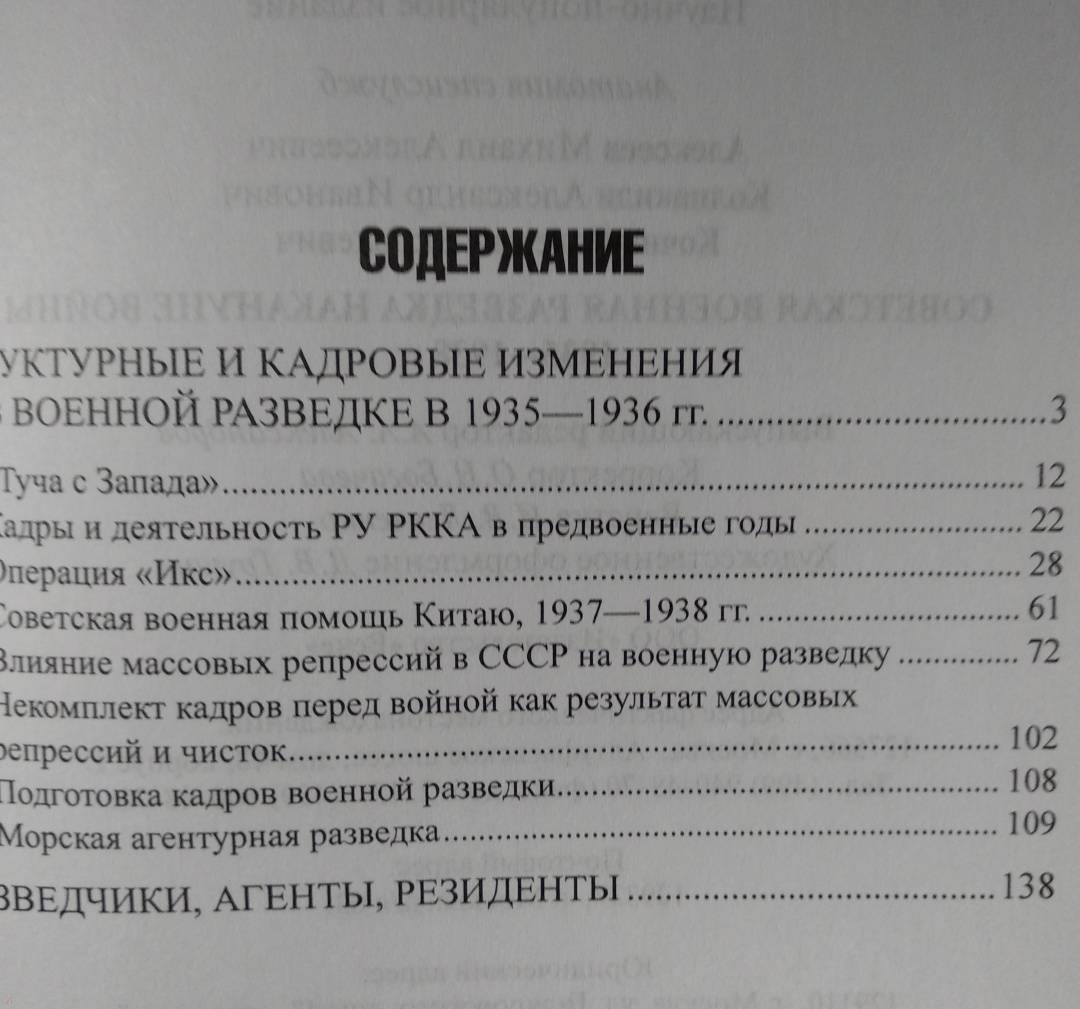 СОДЕРЖАНИЕ
УКТУРНЫЕ И КАДРОВЫЕ ИЗМЕНЕНИЯ
В ВОЕННОЙ РАЗВЕДКЕ В 1935—1936 гг. 3
Туча с Запада» 12
Кадры и деятельность РУ РККА в предвоенные годы 22
Операция «Икс» 28
Советская военная помощь Китаю, 1937—1938 гг. 61
Влияние массовых репрессий в СССР на военную разведку 72
Некомплект кадров перед войной как результат массовых
репрессий и чисток 102
Подготовка кадров военной разведки 108
Морская агентурная разведка 109
ЗВЕДЧИКИ, АГЕНТЫ, РЕЗИДЕНТЫ 138